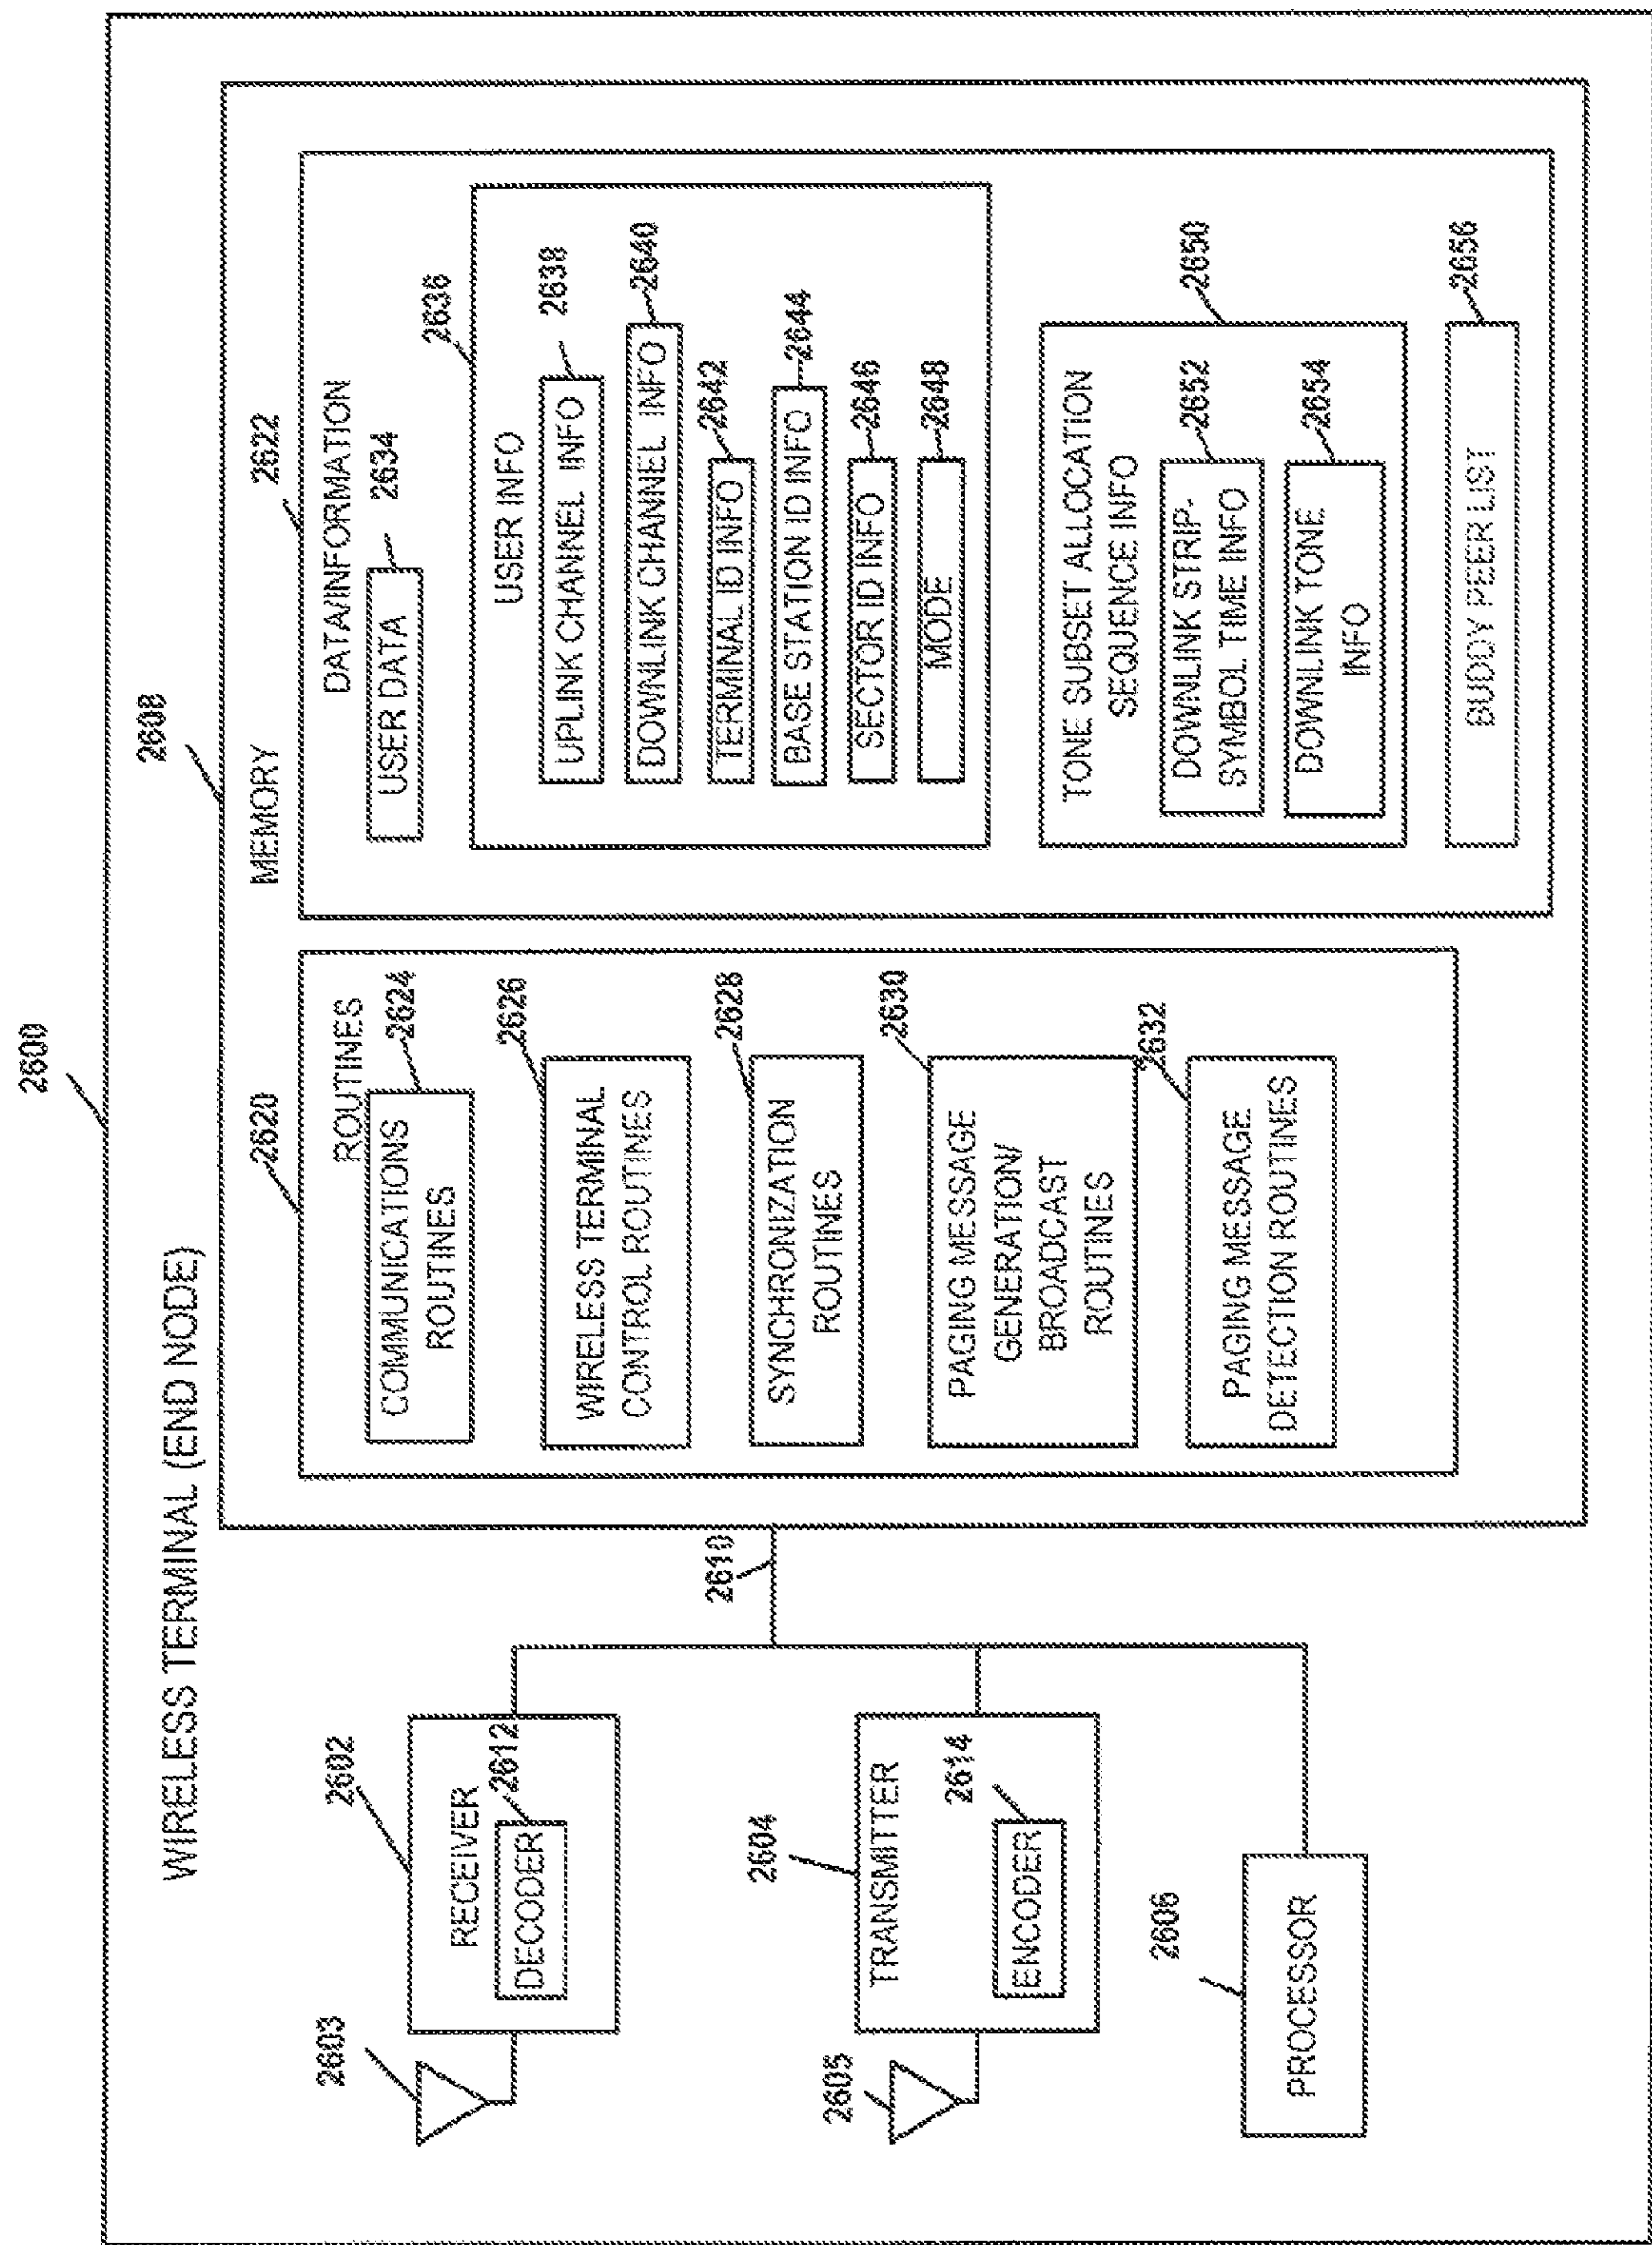 2600
WIRELESS TERMINAL (END NODE)
2603
2602
RECEIVER
2612
DECODER
2605
2604
TRANSMITTER
2614
ENCODER
2606
PROCESSOR
2610
2608
MEMORY
2620
ROUTINES
2624
COMMUNICATIONS
ROUTINES
2626
WIRELESS TERMINAL
CONTROL ROUTINES
2628
SYNCHRONIZATION
ROUTINES
2630
PAGING MESSAGE
GENERATION/
BROADCAST
ROUTINES
2632
PAGING MESSAGE
DETECTION ROUTINES
2622
DATA/INFORMATION
2634
USER DATA
2636
USER INFO
2638
UPLINK CHANNEL INFO
2640
DOWNLINK CHANNEL INFO
2642
TERMINAL ID INFO
2644
BASE STATION ID INFO
2646
SECTOR ID INFO
2648
MODE
2650
TONE SUBSET ALLOCATION
SEQUENCE INFO
2652
DOWNLINK STRIP-
SYMBOL TIME INFO
2654
DOWNLINK TONE
INFO
2656
BUDDY PEER LIST